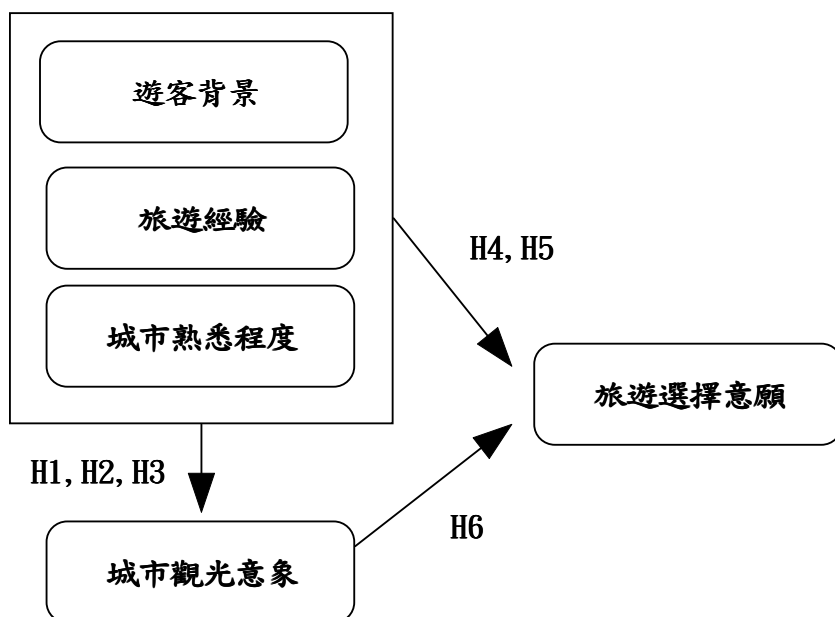 遊客背景
旅遊經驗
H4, H5
城市熟悉程度
旅遊選擇意願
H1, H2, H3
H6
城市觀光意象